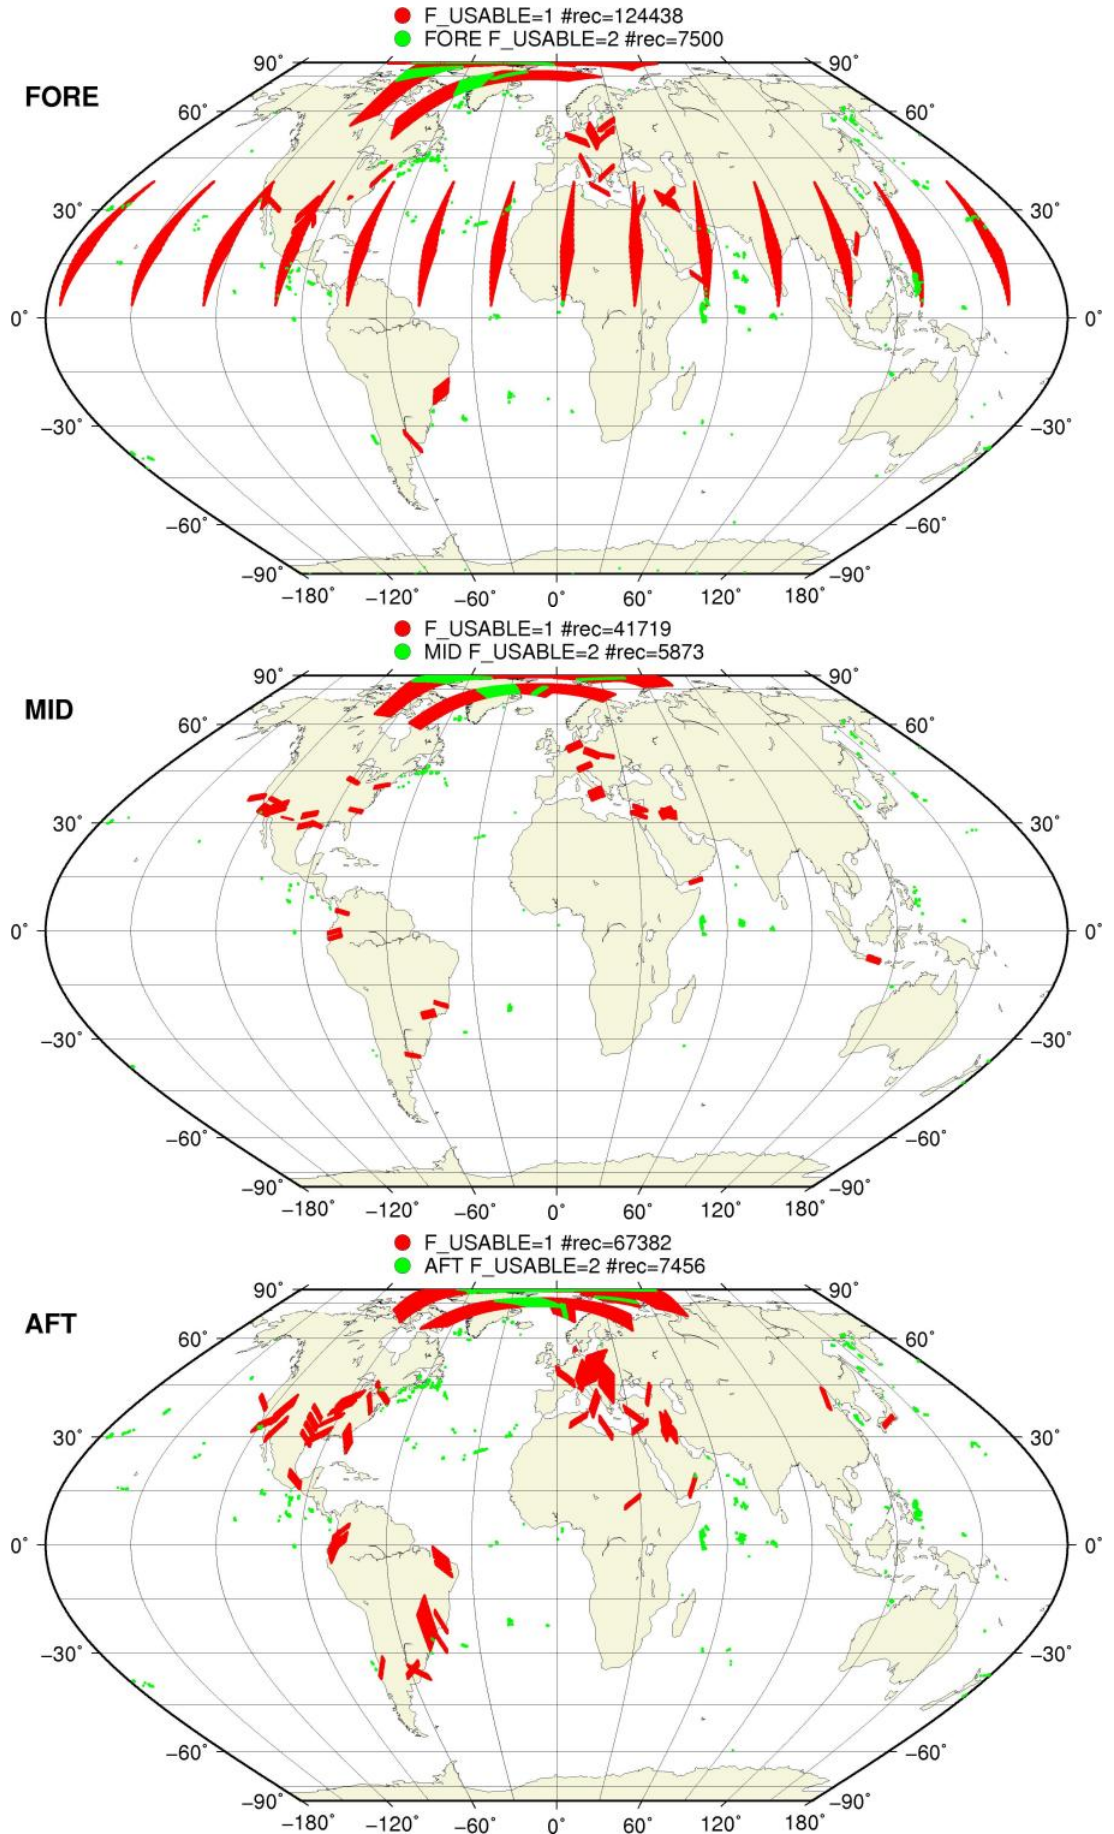 F_USABLE=1 #rec=124438
FORE F_USABLE=2 #rec=7500
FORE
90° 90°
60° 60°
30° 30°
0° 0°
−30° −30°
−60° −60°
−90° −90°
−180° −120° −60° 0° 60° 120° 180°
F_USABLE=1 #rec=41719
MID F_USABLE=2 #rec=5873
MID
90° 90°
60° 60°
30° 30°
0° 0°
−30° −30°
−60° −60°
−90° −90°
−180° −120° −60° 0° 60° 120° 180°
F_USABLE=1 #rec=67382
AFT F_USABLE=2 #rec=7456
AFT
90° 90°
60° 60°
30° 30°
0° 0°
−30° −30°
−60° −60°
−90° −90°
−180° −120° −60° 0° 60° 120° 180°